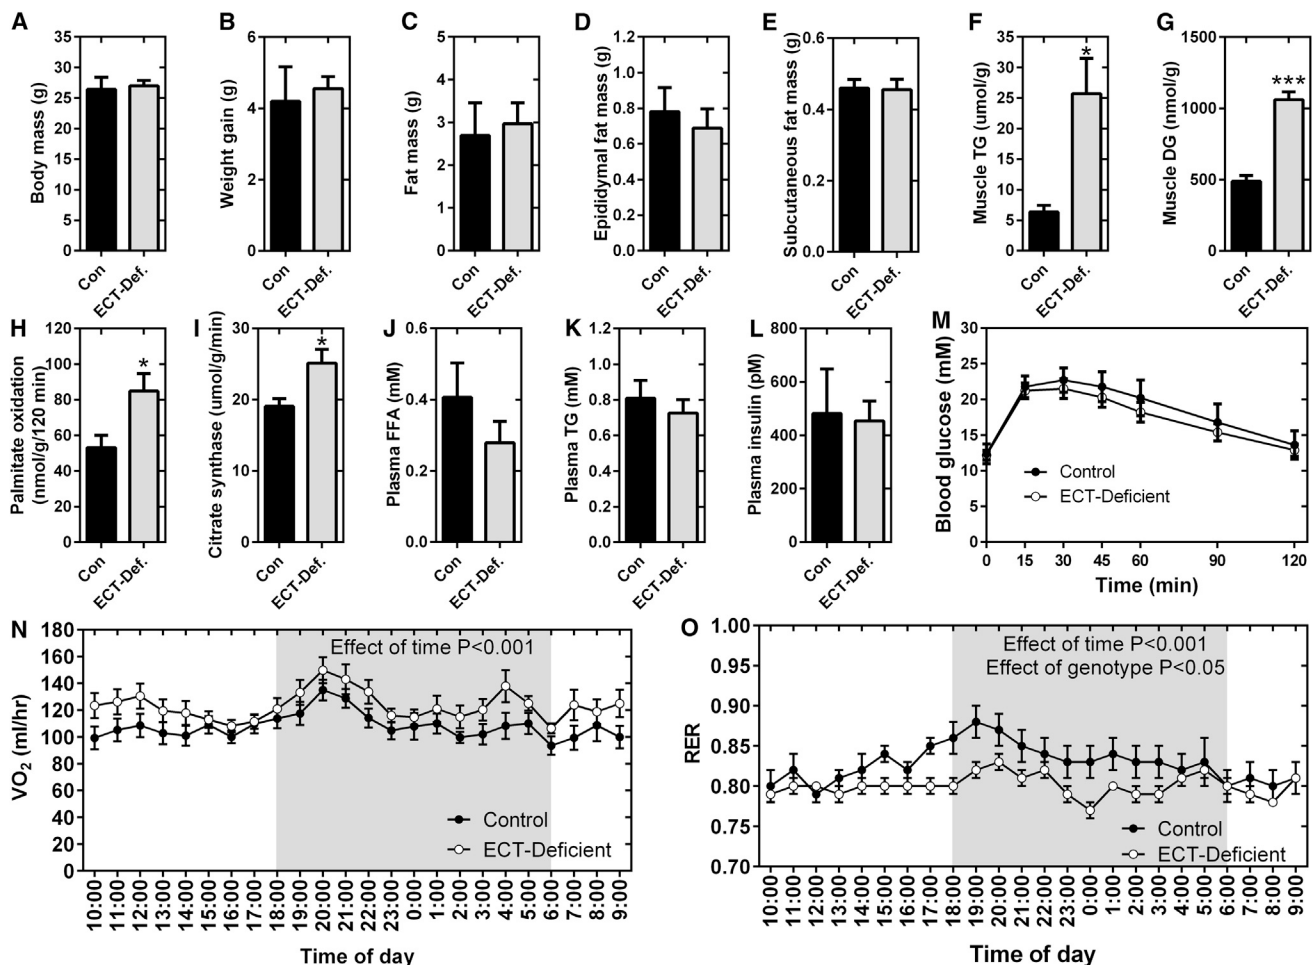 A
Body mass (g)
35
30
25
20
15
10
5
0
Con
ECT-Def.
B
Weight gain (g)
6
4
2
0
Con
ECT-Def.
C
Fat mass (g)
5
4
3
2
1
0
Con
ECT-Def.
D
Epididymal fat mass (g)
1.2
1.0
0.8
0.6
0.4
0.2
0.0
Con
ECT-Def.
E
Subcutaneous fat mass (g)
0.6
0.4
0.2
0.0
Con
ECT-Def.
F
Muscle TG (umol/g)
35
30
25
20
15
10
5
0
*
Con
ECT-Def.
G
Muscle DG (nmol/g)
1500
1000
500
0
***
Con
ECT-Def.
H
Palmitate oxidation
(nmol/g/120 min)
120
100
80
60
40
20
0
*
Con
ECT-Def.
I
Citrate synthase (umol/g/min)
30
20
10
0
*
Con
ECT-Def.
J
Plasma FFA (mM)
0.6
0.4
0.2
0.0
Con
ECT-Def.
K
Plasma TG (mM)
1.2
1.0
0.8
0.6
0.4
0.2
0.0
Con
ECT-Def.
L
Plasma insulin (pM)
800
600
400
200
0
Con
ECT-Def.
M
Blood glucose (mM)
30
25
20
15
10
5
0
Control
ECT-Deficient
0 15 30 45 60 90 120
Time (min)
N
VO2 (ml/hr)
180
160
140
120
100
80
60
40
20
0
Effect of time P<0.001
Control
ECT-Deficient
10:00 11:00 12:00 13:00 14:00 15:00 16:00 17:00 18:00 19:00 20:00 21:00 22:00 23:00 0:00 1:00 2:00 3:00 4:00 5:00 6:00 7:00 8:00 9:00
Time of day
O
RER
1.00
0.95
0.90
0.85
0.80
0.75
0.70
Effect of time P<0.001
Effect of genotype P<0.05
Control
ECT-Deficient
10:00 11:00 12:00 13:00 14:00 15:00 16:00 17:00 18:00 19:00 20:00 21:00 22:00 23:00 0:00 1:00 2:00 3:00 4:00 5:00 6:00 7:00 8:00 9:00
Time of day